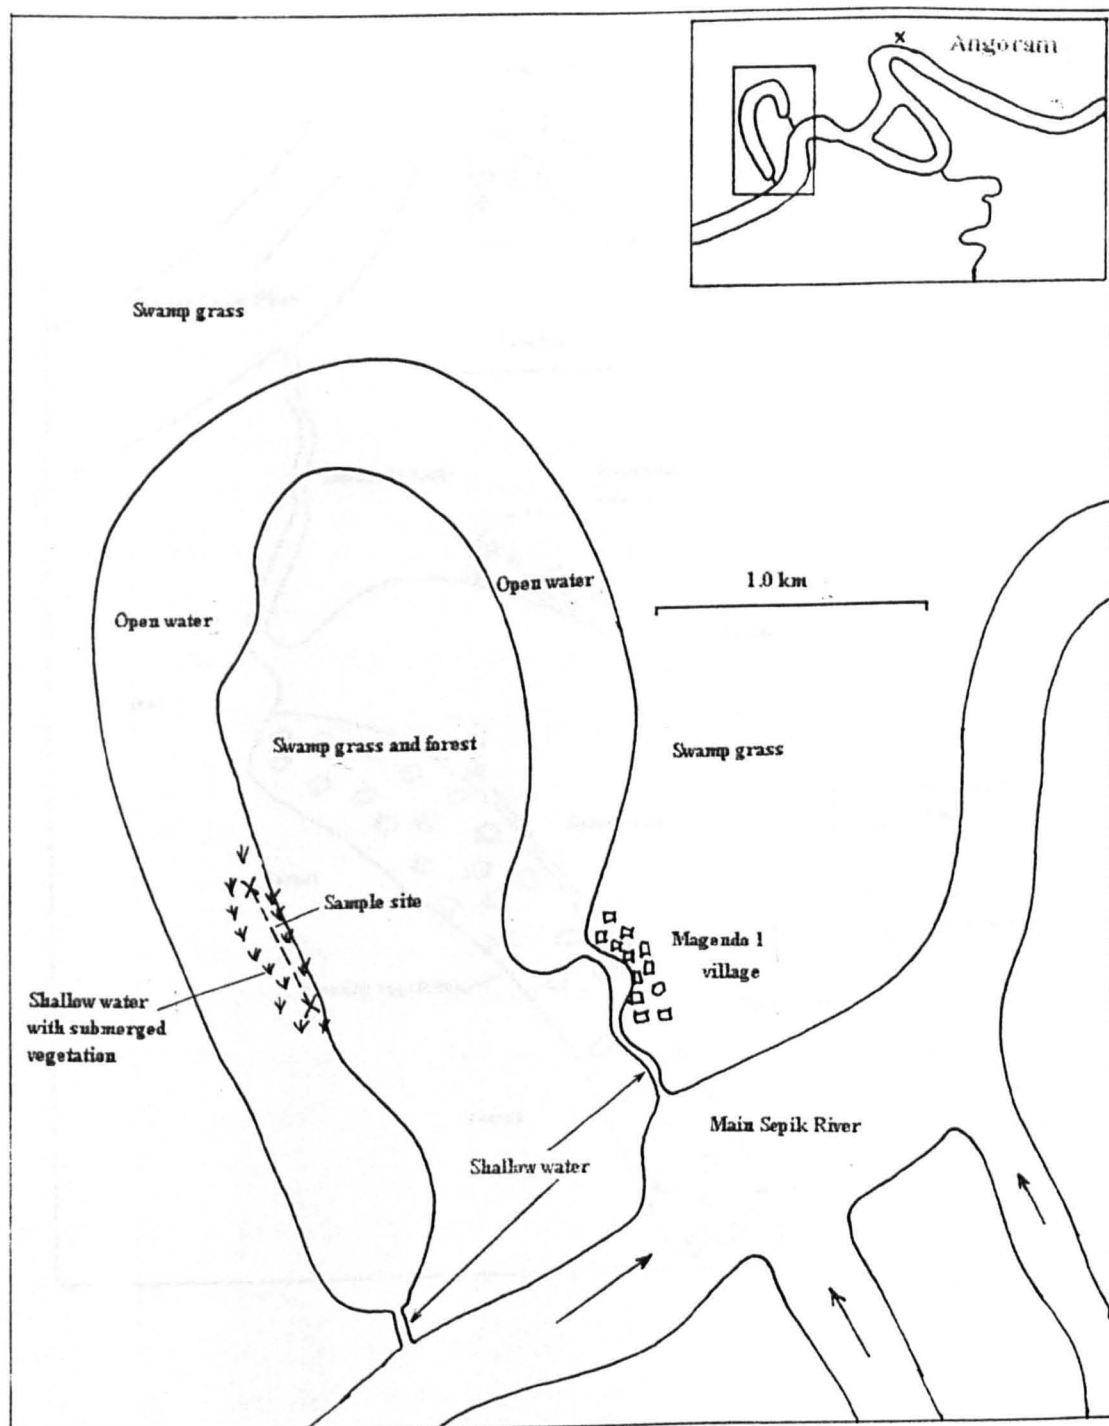 x Angoram
Swamp grass
Open water
1.0 km
Open water
Swamp grass and forest
Swamp grass
Sample site
Magendo 1
village
Shallow water
with submerged
vegetation
Main Sepik River
Shallow water